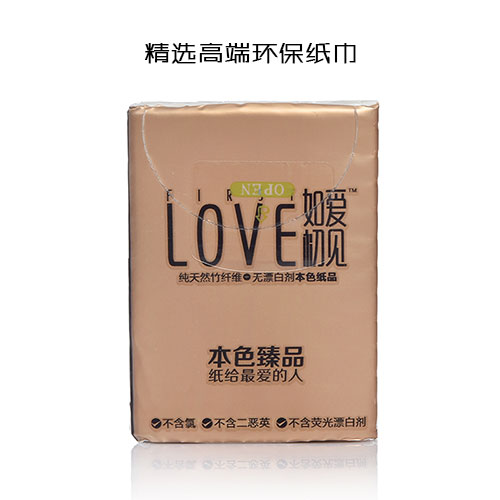 精选高端环保纸巾
OPEN
FIRST
LOVE 如爱初见™
纯天然竹纤维-无漂白剂本色纸品
本色臻品
纸给最爱的人
不含氯 不含二恶英 不含荧光漂白剂